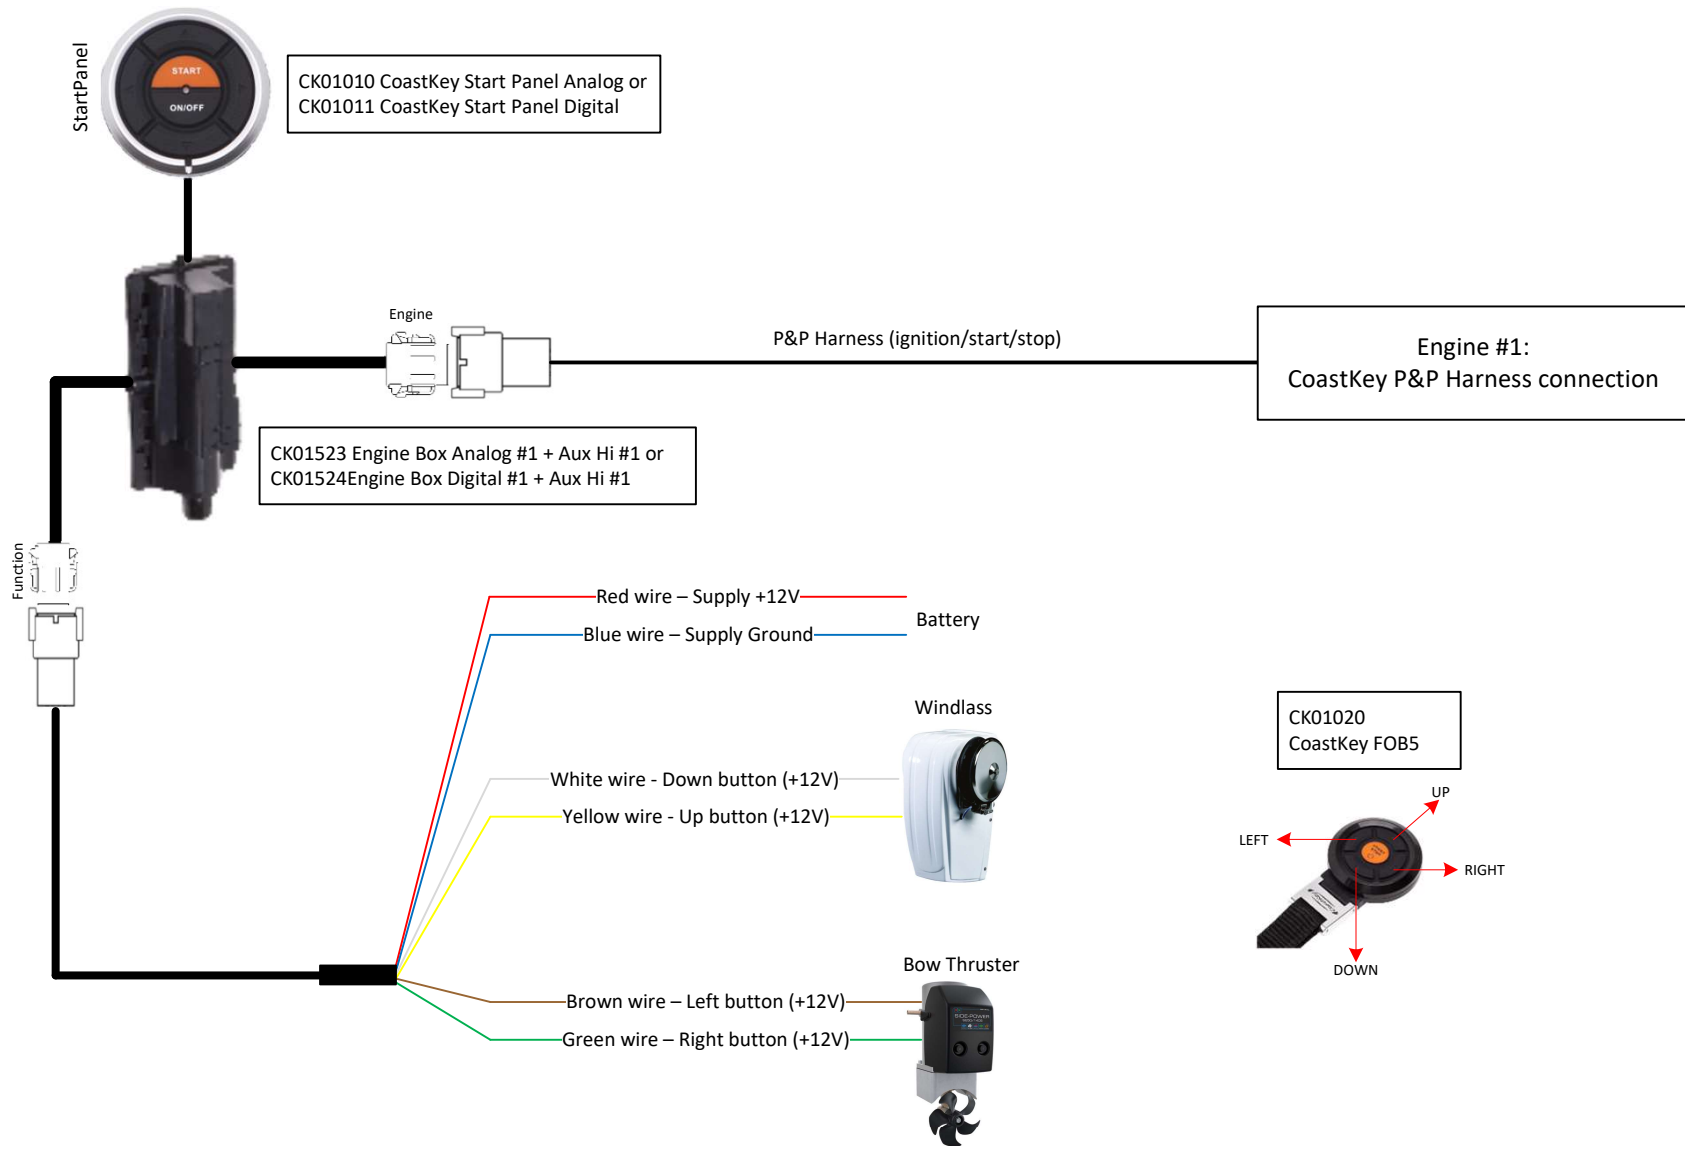 StartPanel
START
ON/OFF
CK01010 CoastKey Start Panel Analog or
CK01011 CoastKey Start Panel Digital
Engine
P&P Harness (ignition/start/stop)
Engine #1:
CoastKey P&P Harness connection
CK01523 Engine Box Analog #1 + Aux Hi #1 or
CK01524Engine Box Digital #1 + Aux Hi #1
Function
Red wire – Supply +12V
Blue wire – Supply Ground
Battery
Windlass
White wire - Down button (+12V)
Yellow wire - Up button (+12V)
CK01020
CoastKey FOB5
UP
LEFT
RIGHT
DOWN
Bow Thruster
Brown wire – Left button (+12V)
Green wire – Right button (+12V)
SIDE-POWER